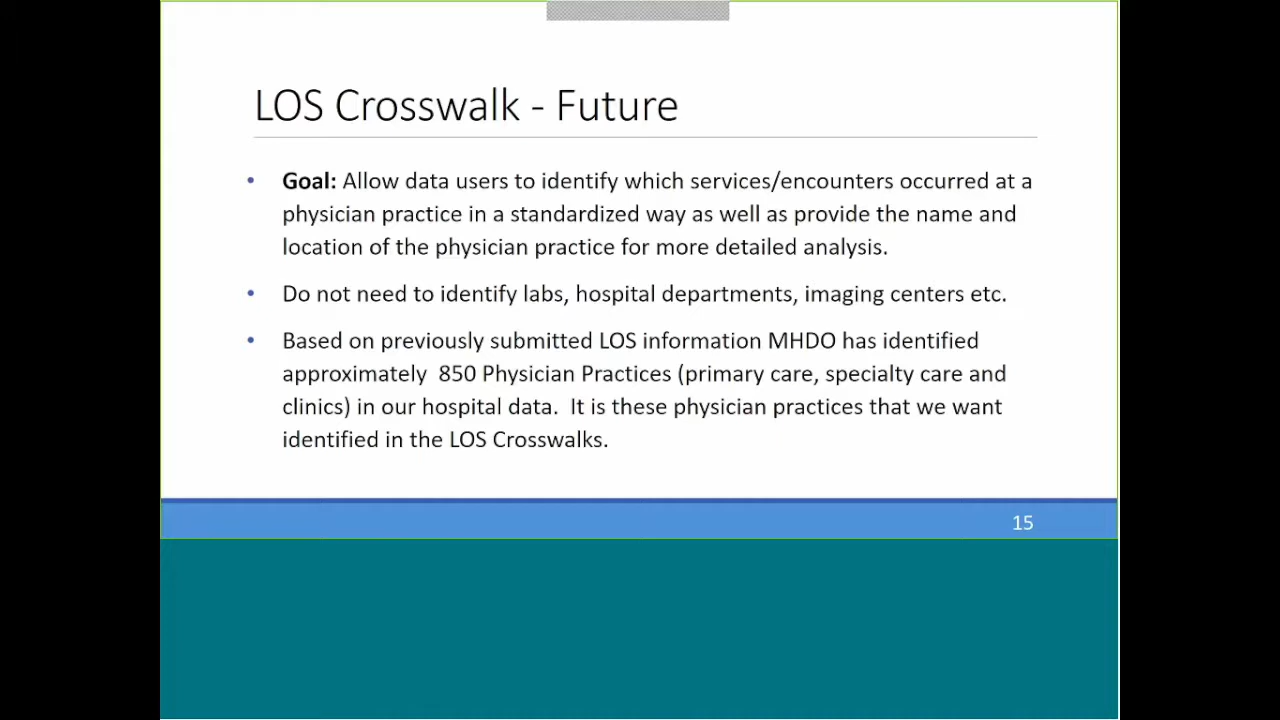 LOS Crosswalk - Future
• Goal: Allow data users to identify which services/encounters occurred at a
physician practice in a standardized way as well as provide the name and
location of the physician practice for more detailed analysis.
• Do not need to identify labs, hospital departments, imaging centers etc.
• Based on previously submitted LOS information MHDO has identified
approximately  850 Physician Practices (primary care, specialty care and
clinics) in our hospital data.  It is these physician practices that we want
identified in the LOS Crosswalks.
15